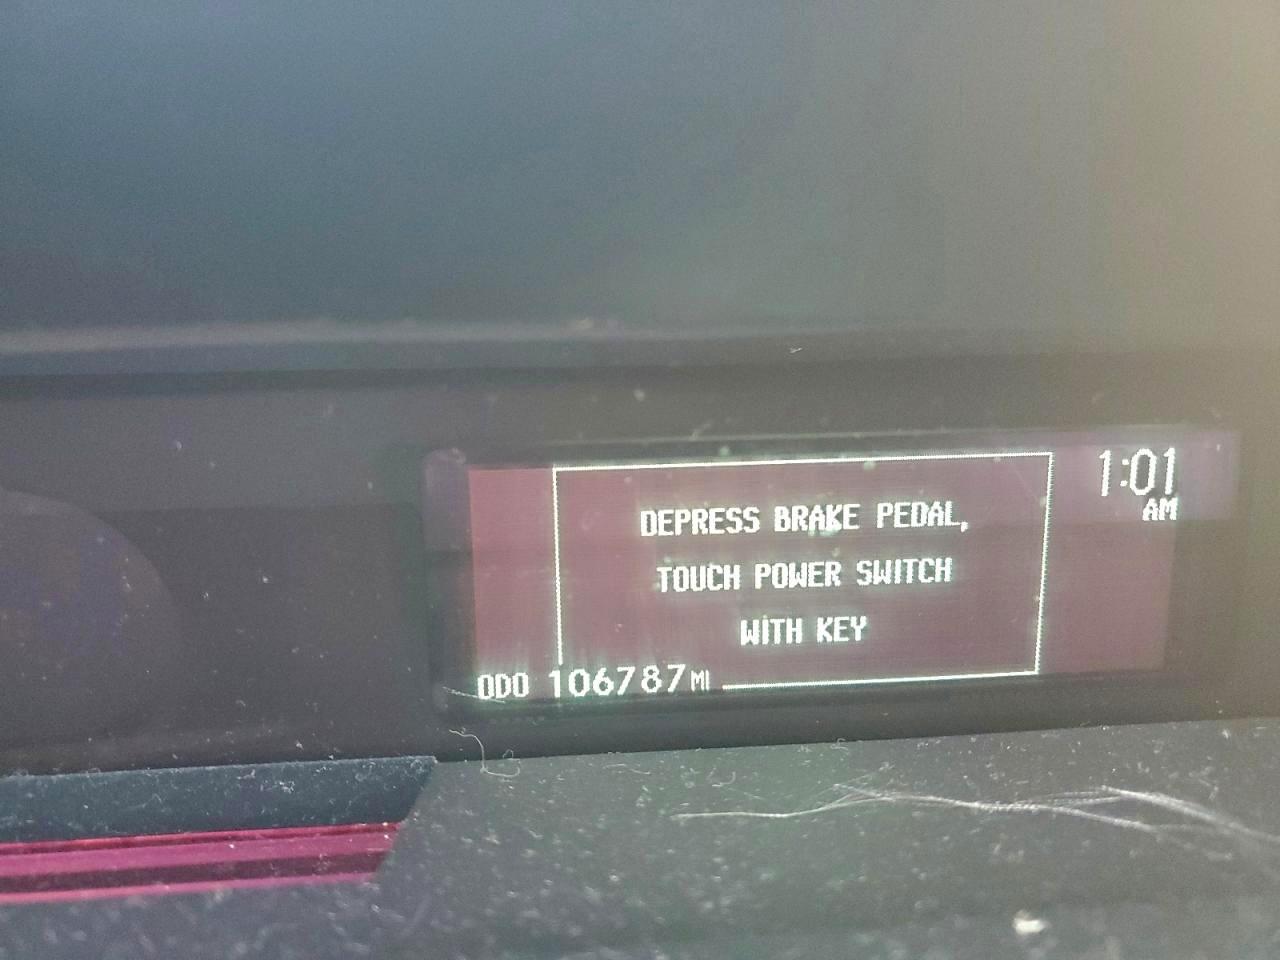 1:01
AM
DEPRESS BRAKE PEDAL,
TOUCH POWER SWITCH
WITH KEY
ODO 106787 MI